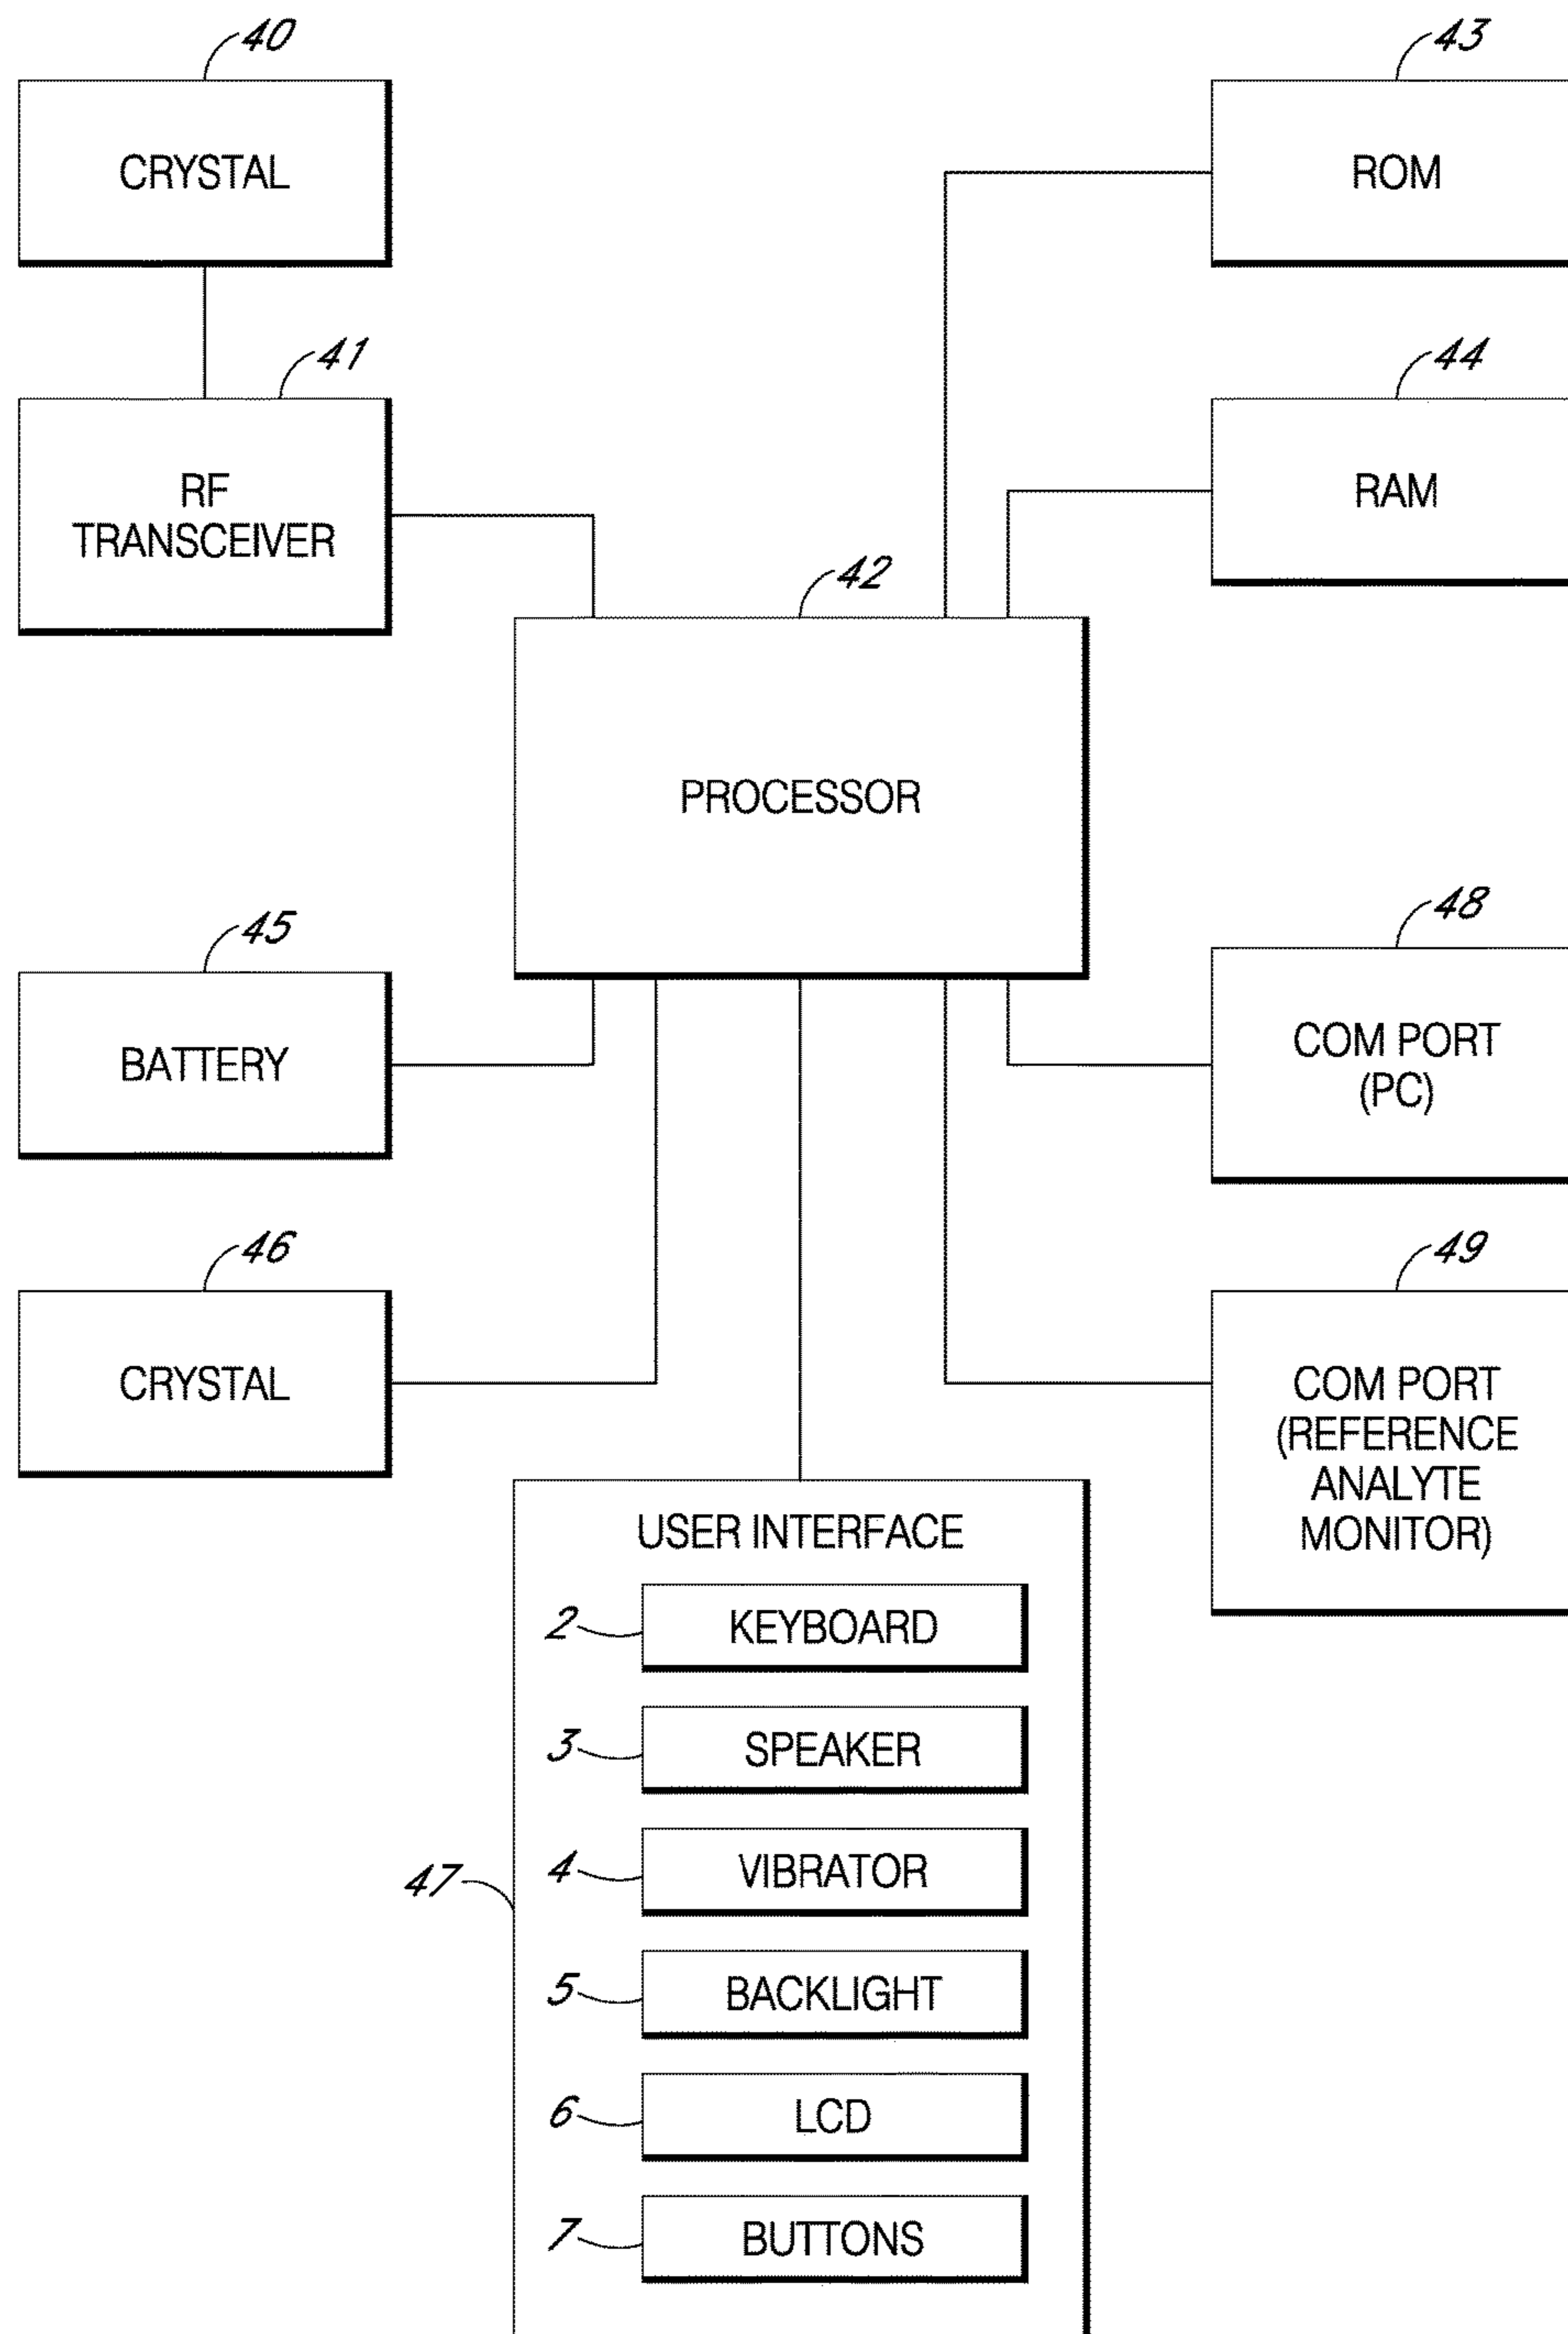 40
CRYSTAL
43
ROM
41
RF
TRANSCEIVER
44
RAM
42
PROCESSOR
45
BATTERY
48
COM PORT
(PC)
46
CRYSTAL
49
COM PORT
(REFERENCE
ANALYTE
MONITOR)
47
USER INTERFACE
2
KEYBOARD
3
SPEAKER
4
VIBRATOR
5
BACKLIGHT
6
LCD
7
BUTTONS